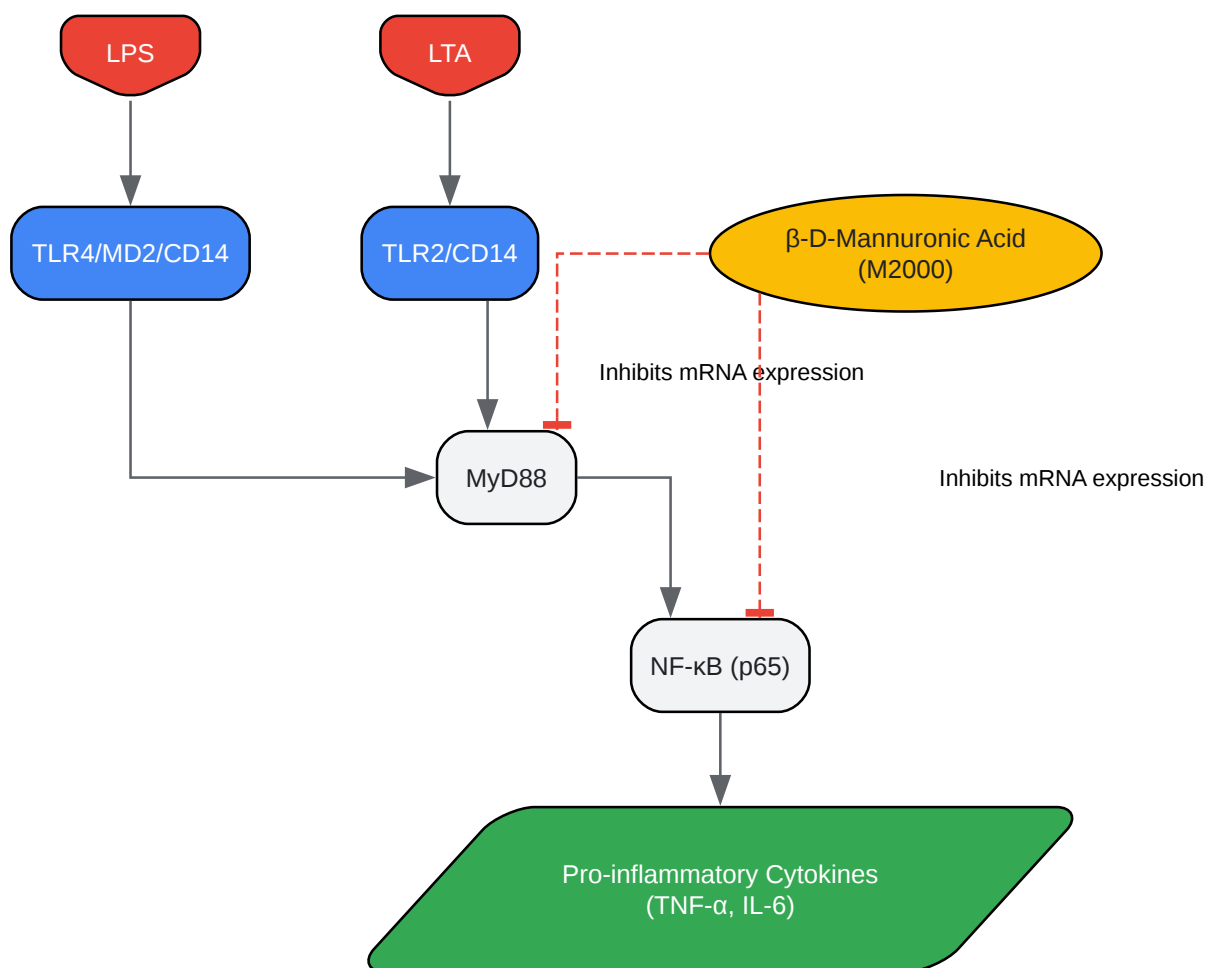 LPS
LTA
TLR4/MD2/CD14
TLR2/CD14
β-D-Mannuronic Acid
(M2000)
Inhibits mRNA expression
MyD88
Inhibits mRNA expression
NF-κB (p65)
Pro-inflammatory Cytokines
(TNF-α, IL-6)